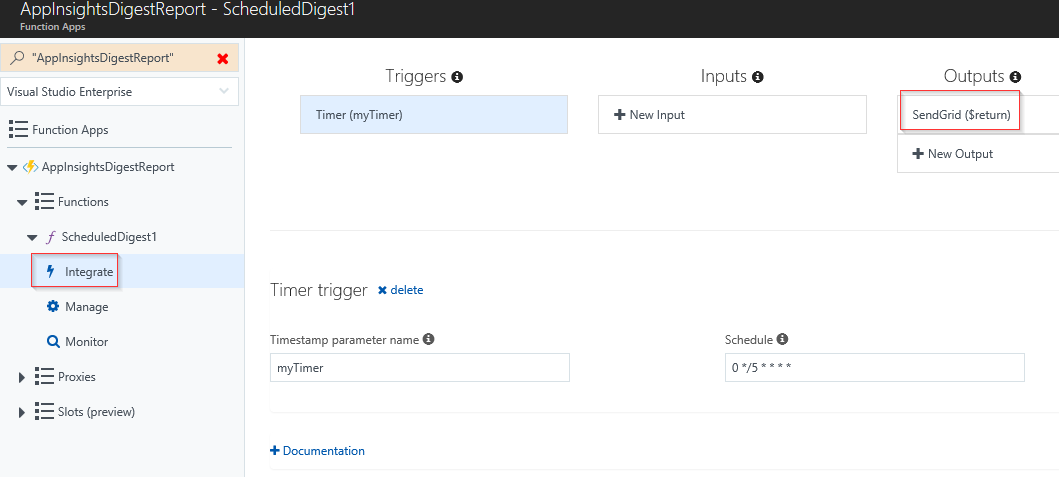 AppInsightsDigestReport - ScheduledDigest1
Function Apps
"AppInsightsDigestReport"
Visual Studio Enterprise
Function Apps
AppInsightsDigestReport
Functions
ScheduledDigest1
Integrate
Manage
Monitor
Proxies
Slots (preview)
Triggers
Timer (myTimer)
Inputs
New Input
Outputs
SendGrid ($return)
New Output
Timer trigger delete
Timestamp parameter name
myTimer
Schedule
0 */5 * * * *
Documentation